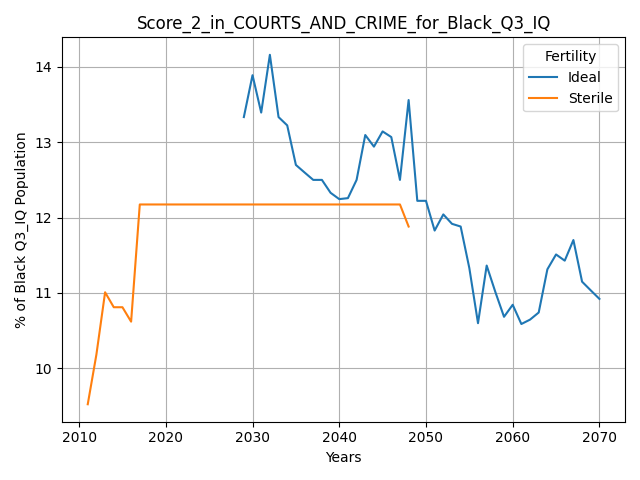 Score_2_in_COURTS_AND_CRIME_for_Black_Q3_IQ
Fertility
Ideal
Sterile
% of Black Q3_IQ Population
14
13
12
11
10
2010 2020 2030 2040 2050 2060 2070
Years